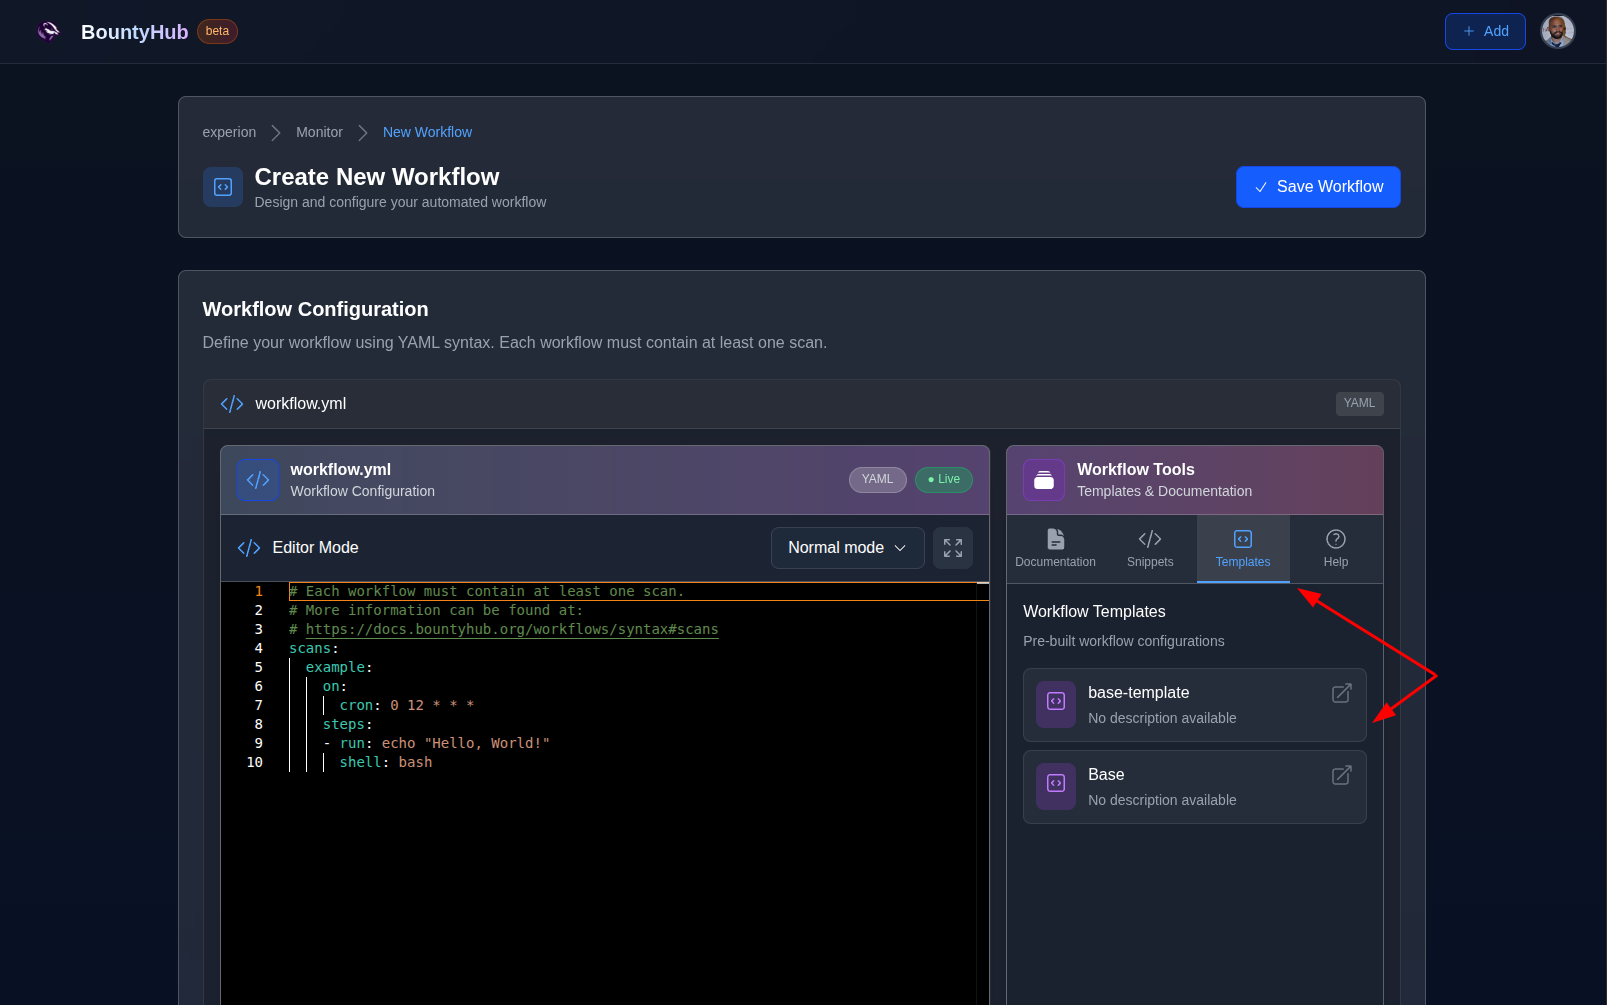 BountyHub beta
+ Add
experion Monitor New Workflow
Create New Workflow
Design and configure your automated workflow
Save Workflow
Workflow Configuration
Define your workflow using YAML syntax. Each workflow must contain at least one scan.
workflow.yml
YAML
workflow.yml
Workflow Configuration
YAML
● Live
Editor Mode
Normal mode
1 # Each workflow must contain at least one scan.
2 # More information can be found at:
3 # https://docs.bountyhub.org/workflows/syntax#scans
4 scans:
5 example:
6 on:
7 cron: 0 12 * * *
8 steps:
9 - run: echo "Hello, World!"
10 shell: bash
Workflow Tools
Templates & Documentation
Documentation
Snippets
Templates
Help
Workflow Templates
Pre-built workflow configurations
base-template
No description available
Base
No description available